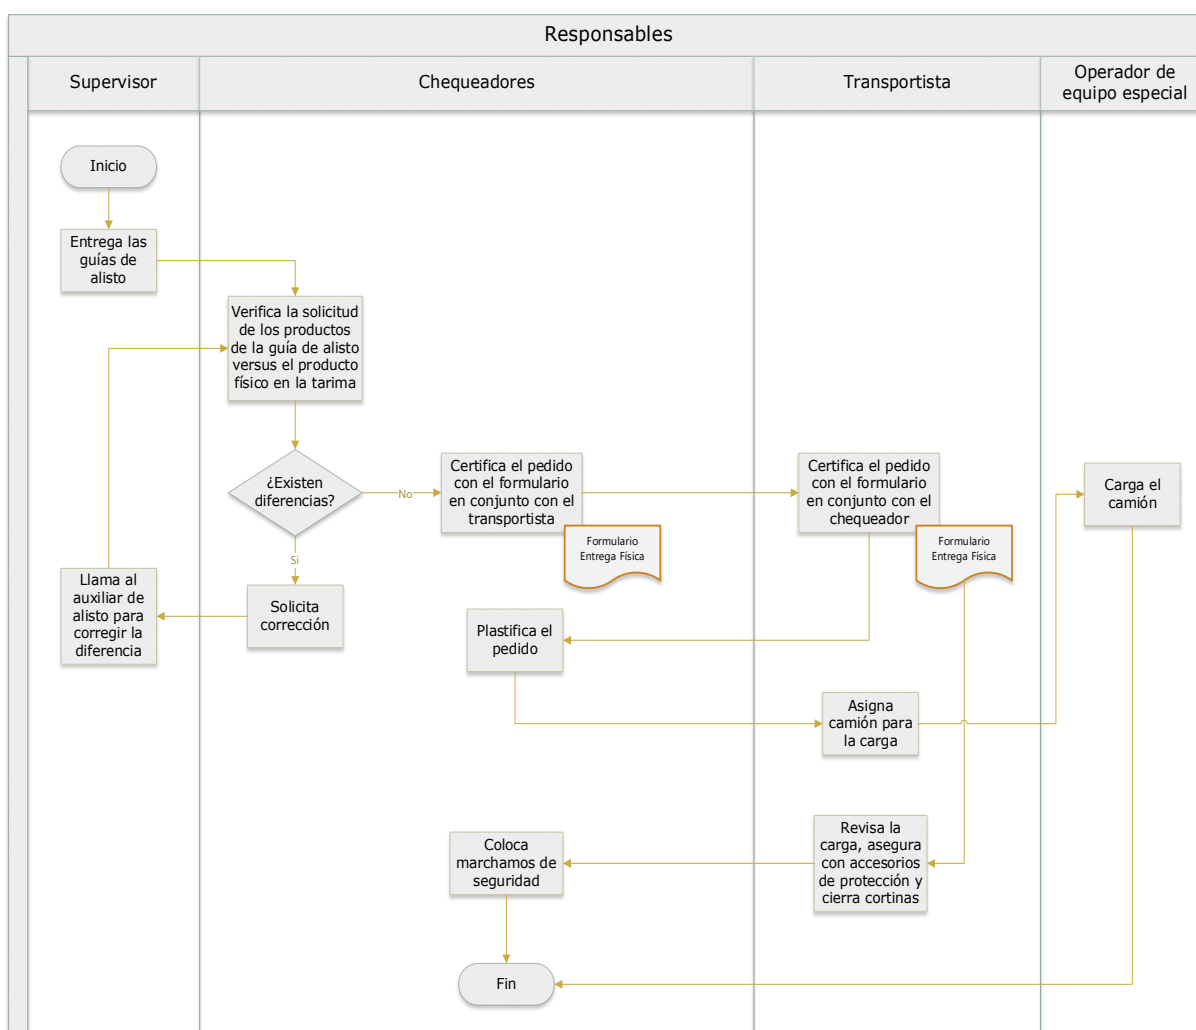 Responsables
Supervisor
Chequeadores
Transportista
Operador de
equipo especial
Inicio
Entrega las
guías de
alisto
Verifica la solicitud
de los productos
de la guía de alisto
versus el producto
físico en la tarima
¿Existen
diferencias?
No
Certifica el pedido
con el formulario
en conjunto con el
transportista
Formulario
Entrega Física
Certifica el pedido
con el formulario
en conjunto con el
chequeador
Formulario
Entrega Física
Carga el
camión
Sí
Llama al
auxiliar de
alisto para
corregir la
diferencia
Solicita
corrección
Plastifica el
pedido
Asigna
camión para
la carga
Coloca
marchamos de
seguridad
Revisa la
carga, asegura
con accesorios
de protección y
cierra cortinas
Fin